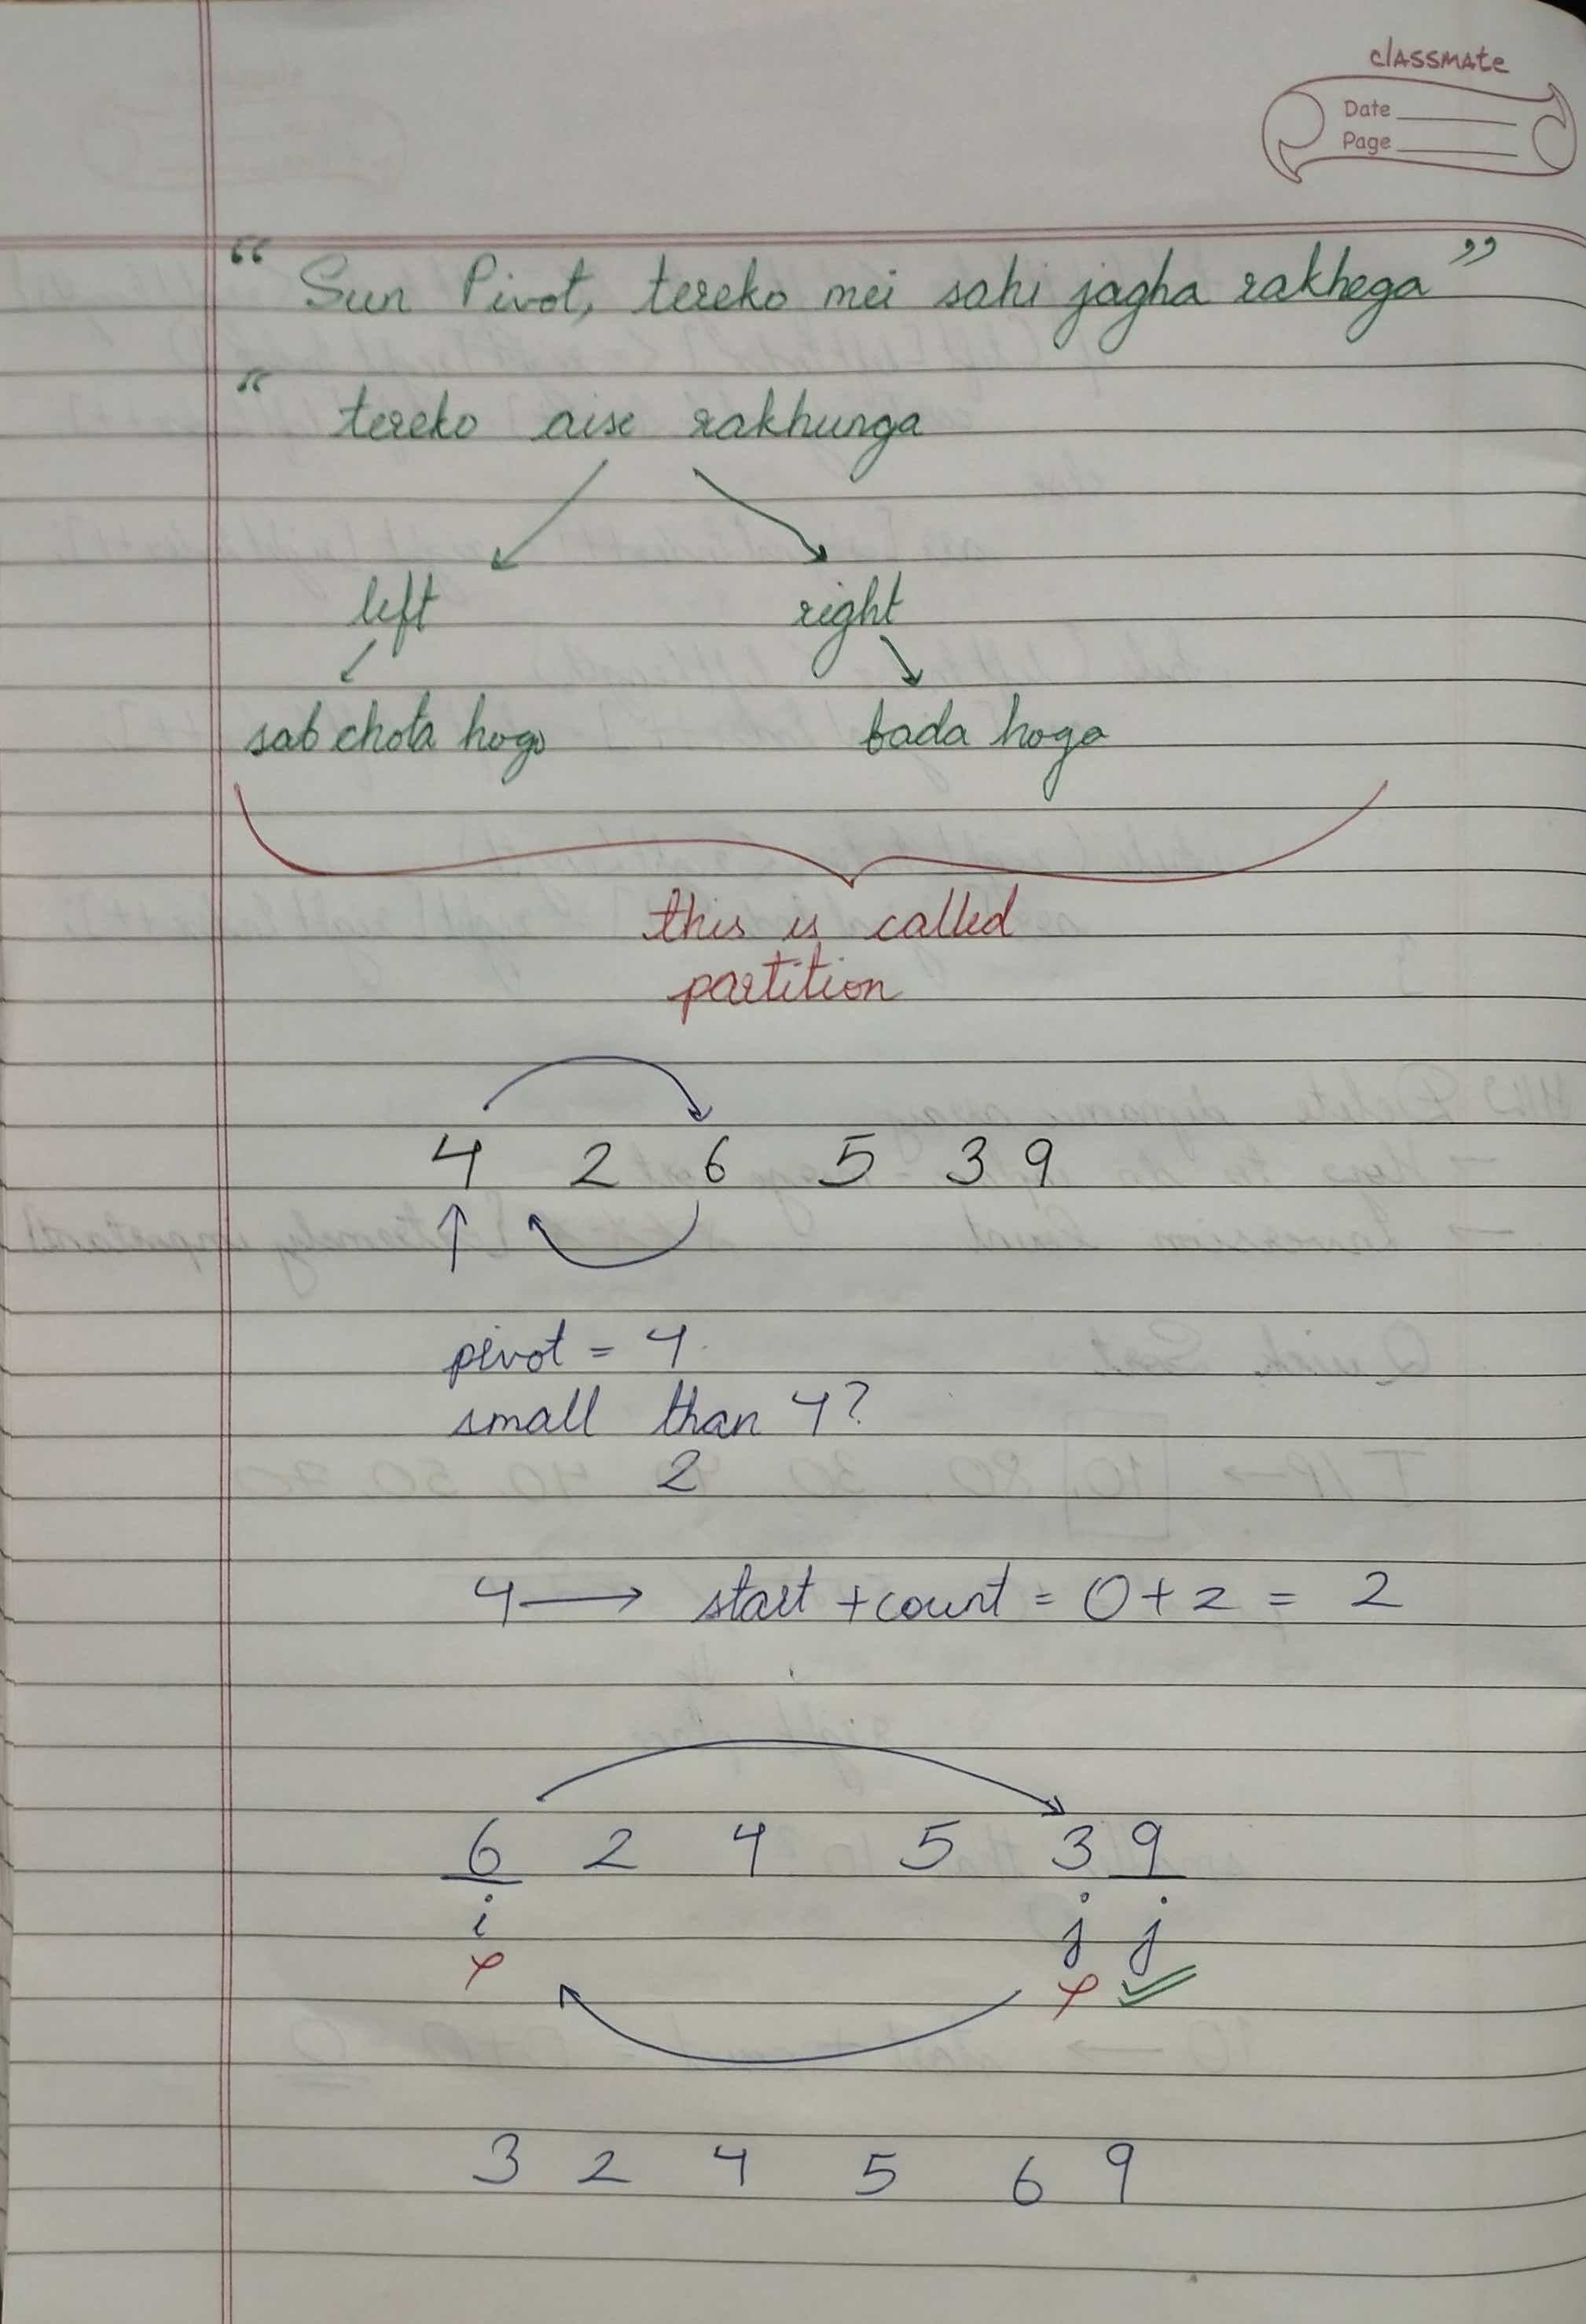 classmate
Date
Page
“ Sun Pivot, tereko mei sahi jagha rakhega ”
“ tereko aise rakhunga
left right
sab chota hoga bada hoga
this is called
partition
4 2 6 5 3 9
pivot = 4
small than 4?
2
4 → start + count = 0 + 2 = 2
6 2 4 5 3 9
i j j
x x ✓
3 2 4 5 6 9